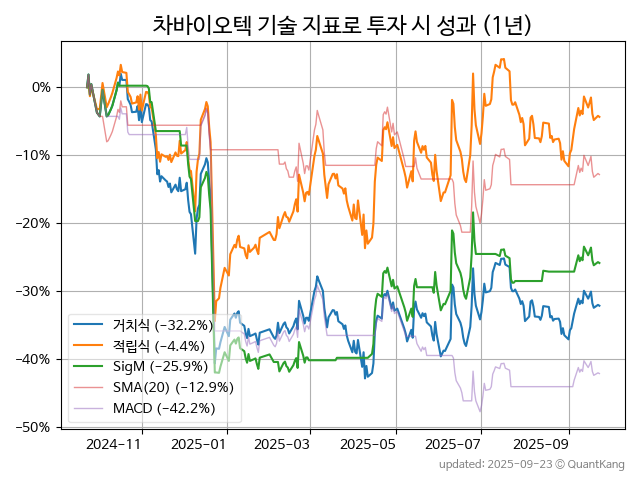 차바이오텍 기술 지표로 투자 시 성과 (1년)
0%
−10%
−20%
−30%
−40%
−50%
거치식 (−32.2%)
적립식 (−4.4%)
SigM (−25.9%)
SMA(20) (−12.9%)
MACD (−42.2%)
2024-11 2025-01 2025-03 2025-05 2025-07 2025-09
updated: 2025-09-23 © QuantKang